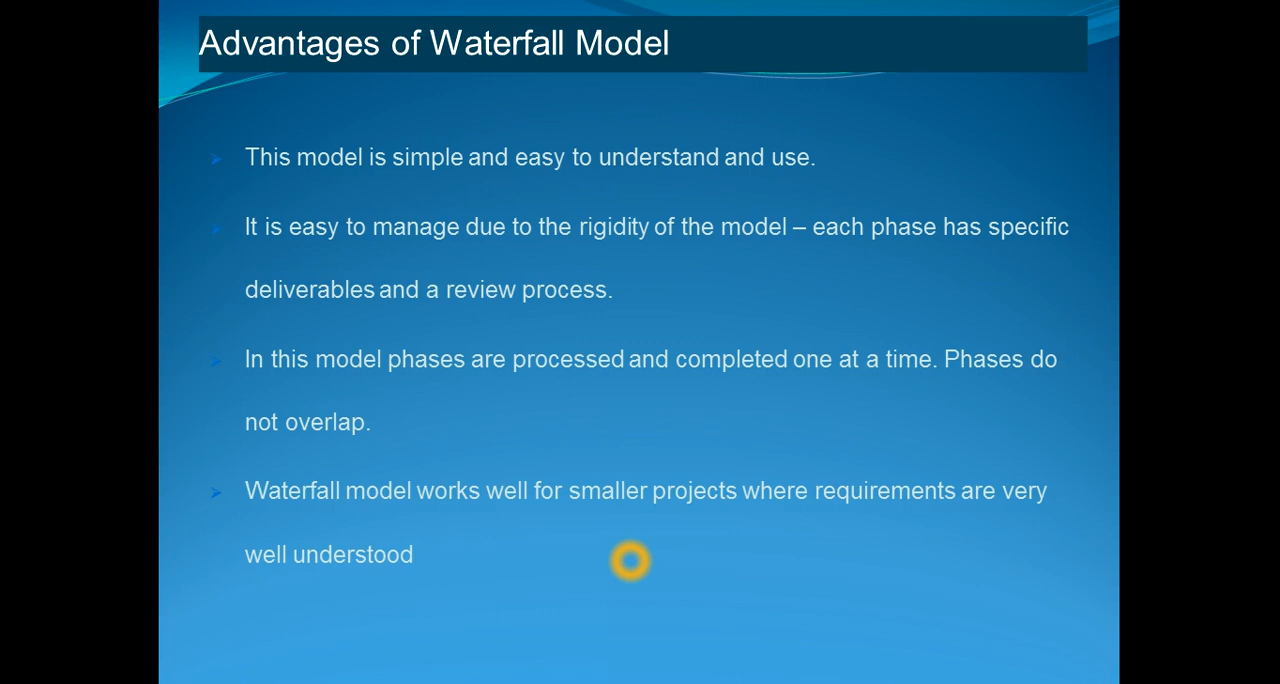 Advantages of Waterfall Model
This model is simple and easy to understand and use.
It is easy to manage due to the rigidity of the model – each phase has specific
deliverables and a review process.
In this model phases are processed and completed one at a time. Phases do
not overlap.
Waterfall model works well for smaller projects where requirements are very
well understood